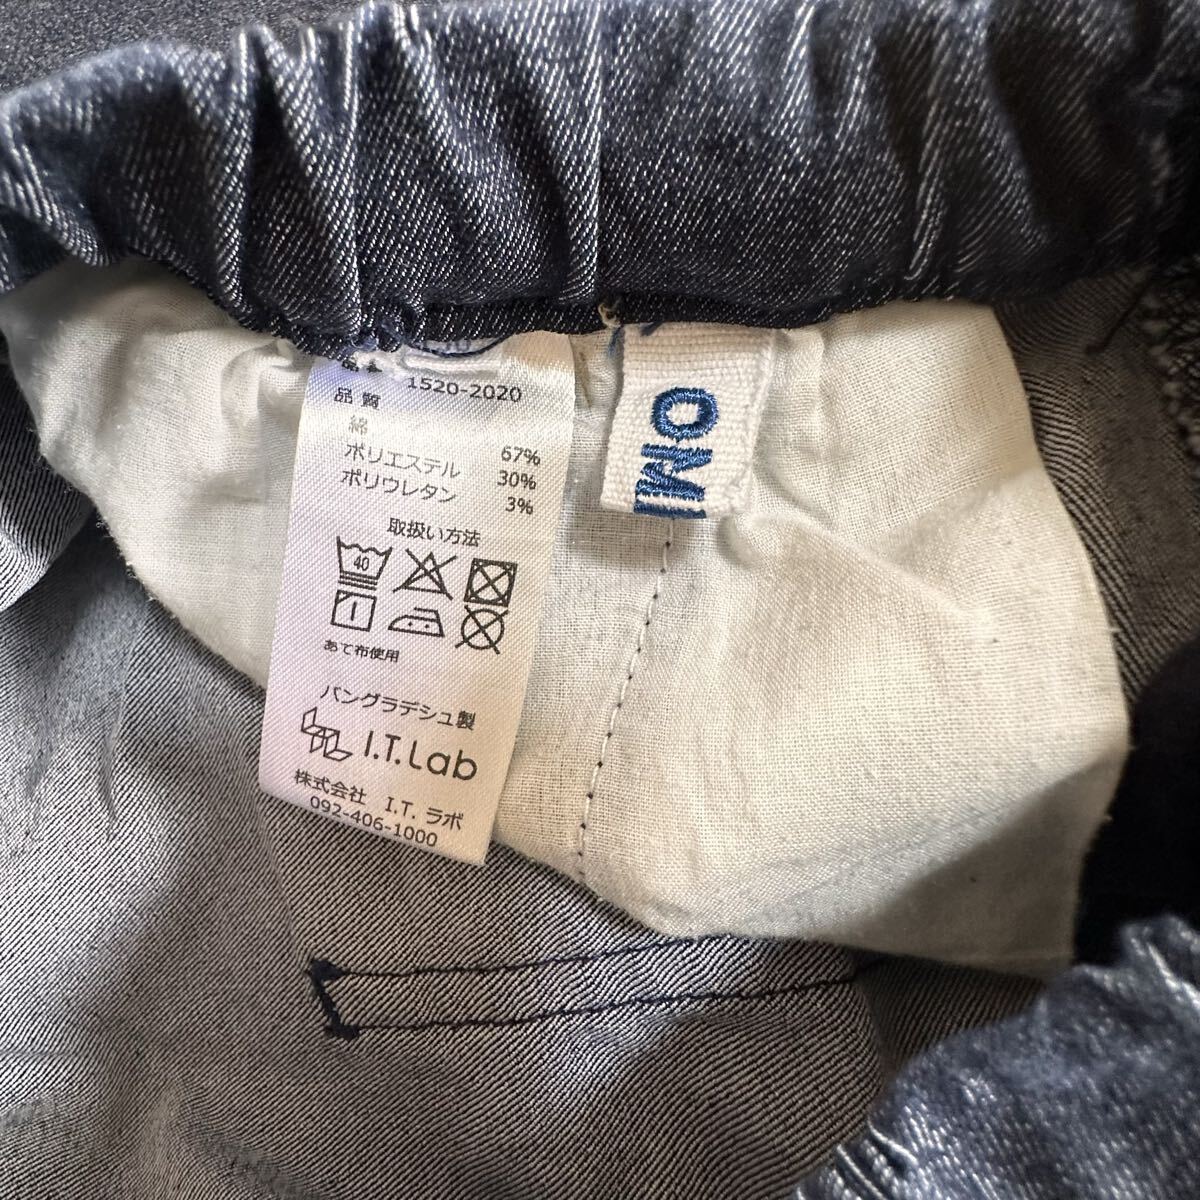 品番 1520-2020
品質
綿 67%
ポリエステル 30%
ポリウレタン 3%
取扱い方法
40
あて布使用
バングラデシュ製
I.T.Lab
株式会社 I.T. ラボ
092-406-1000
OMI